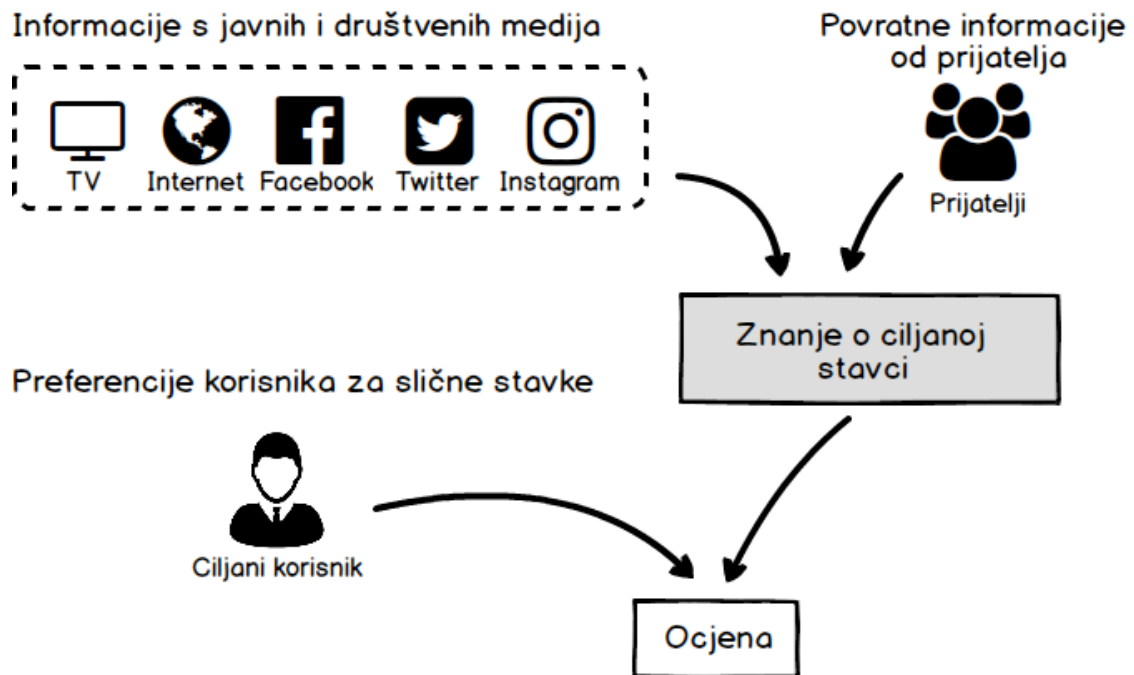 Informacije s javnih i društvenih medija
Povratne informacije
od prijatelja
TV
Internet
Facebook
Twitter
Instagram
Prijatelji
Znanje o ciljanoj
stavci
Preferencije korisnika za slične stavke
Ciljani korisnik
Ocjena